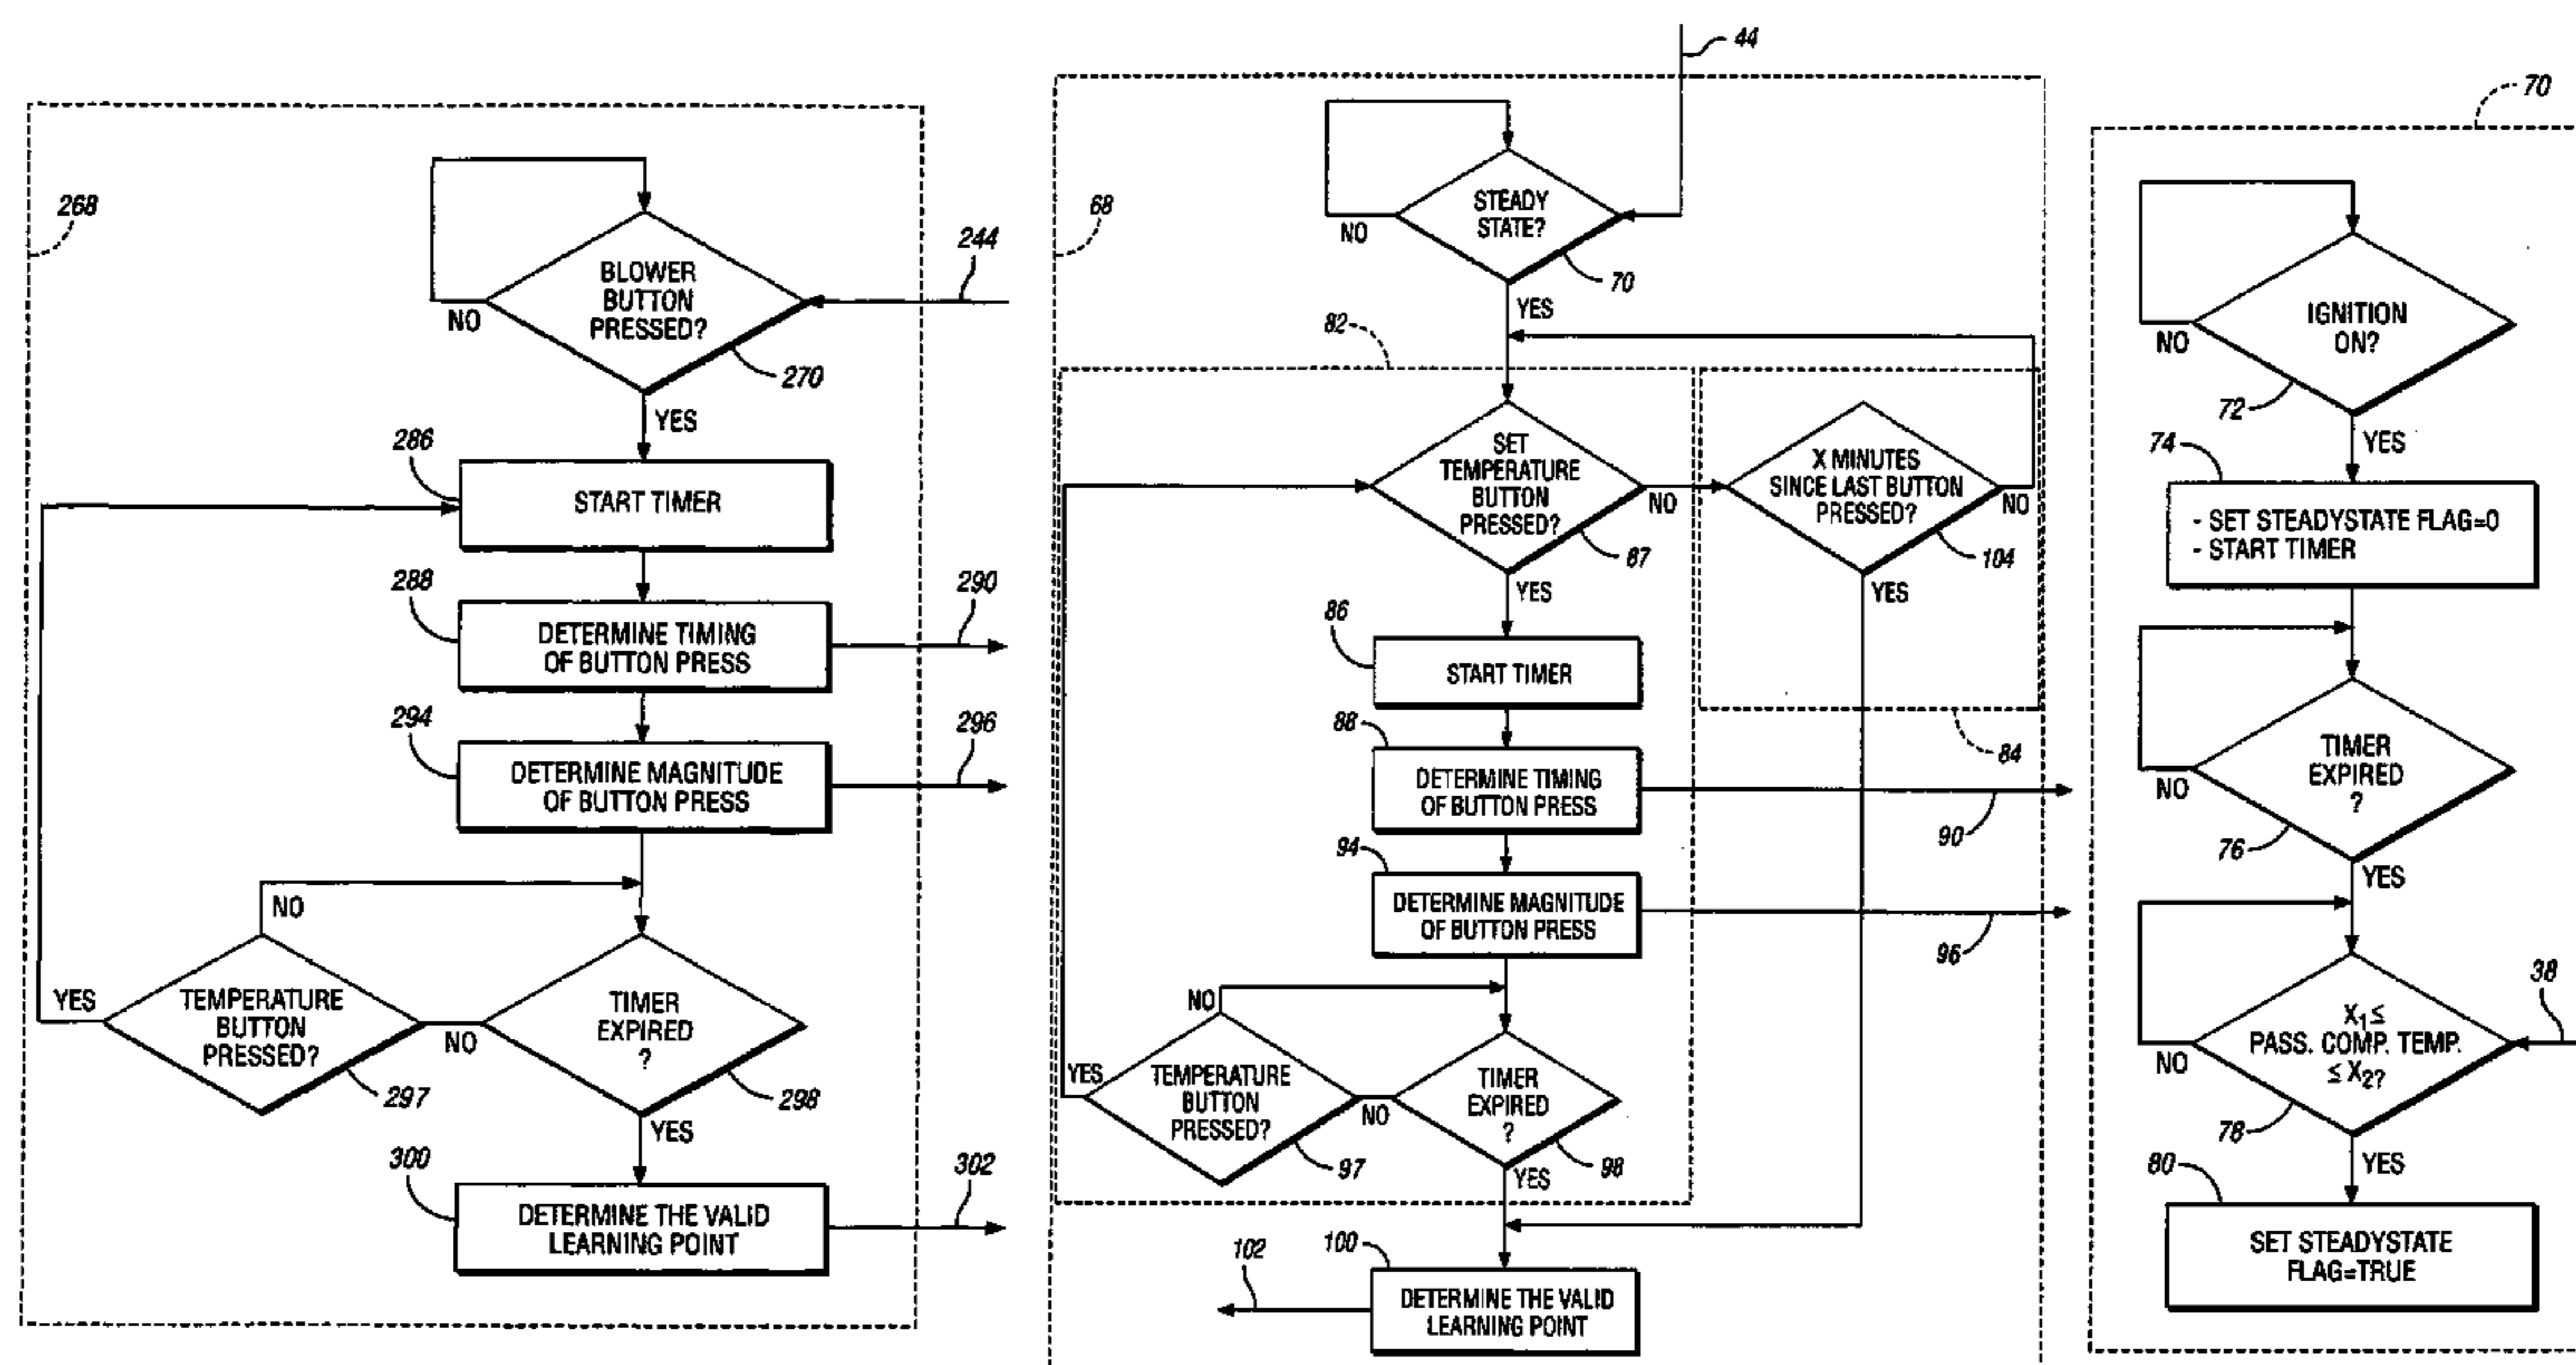 268
BLOWER
BUTTON
PRESSED?
NO
244
270
YES
286
START TIMER
288
DETERMINE TIMING
OF BUTTON PRESS
290
294
DETERMINE MAGNITUDE
OF BUTTON PRESS
296
NO
YES
TEMPERATURE
BUTTON
PRESSED?
297
NO
TIMER
EXPIRED
?
298
YES
300
DETERMINE THE VALID
LEARNING POINT
302
44
68
STEADY
STATE?
NO
70
YES
82
SET
TEMPERATURE
BUTTON
PRESSED?
NO
87
YES
X MINUTES
SINCE LAST BUTTON
PRESSED?
NO
104
YES
84
86
START TIMER
88
DETERMINE TIMING
OF BUTTON PRESS
90
94
DETERMINE MAGNITUDE
OF BUTTON PRESS
96
NO
YES
TEMPERATURE
BUTTON
PRESSED?
97
NO
TIMER
EXPIRED
?
98
YES
100
DETERMINE THE VALID
LEARNING POINT
102
70
IGNITION
ON?
NO
72
YES
74
- SET STEADYSTATE FLAG=0
- START TIMER
TIMER
EXPIRED
?
NO
76
YES
X₁ ≤
PASS. COMP. TEMP.
≤ X₂?
NO
38
78
YES
80
SET STEADYSTATE
FLAG=TRUE